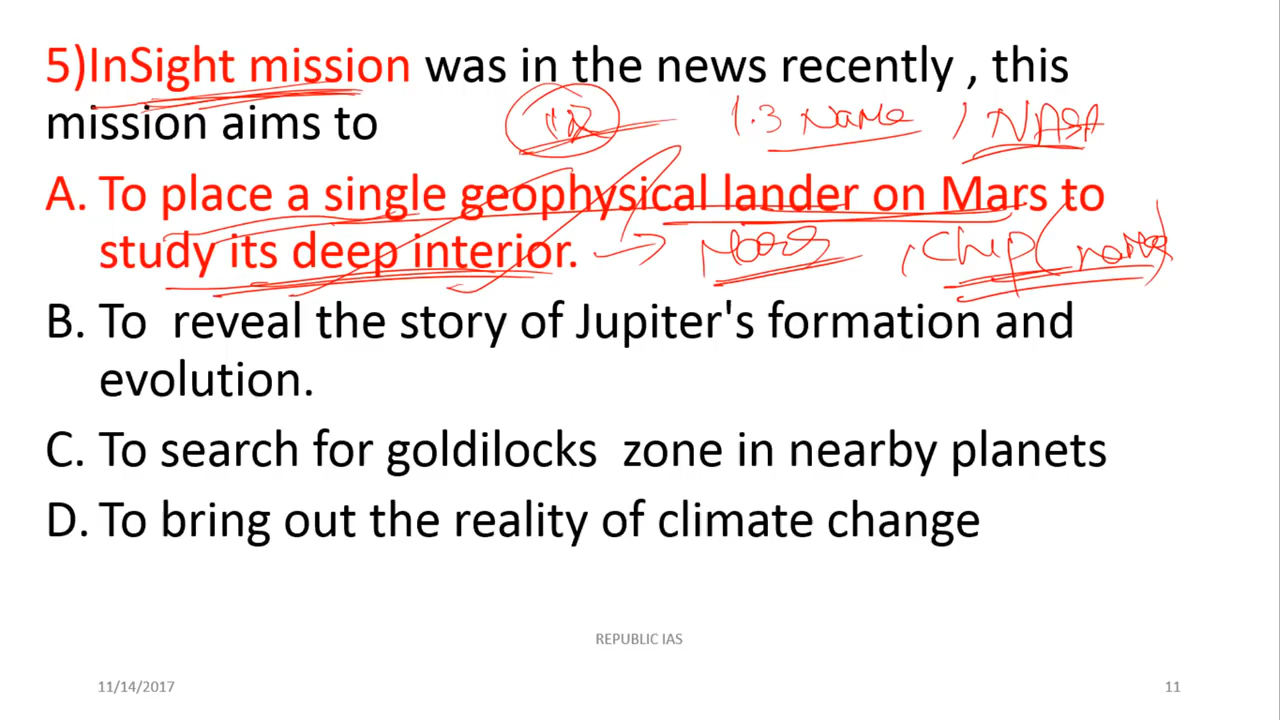 5)InSight mission was in the news recently , this
mission aims to
1.3 Name , NASA
A. To place a single geophysical lander on Mars to
study its deep interior.
Mars , Chip (name)
B. To reveal the story of Jupiter's formation and
evolution.
C. To search for goldilocks zone in nearby planets
D. To bring out the reality of climate change
REPUBLIC IAS
11/14/2017
11